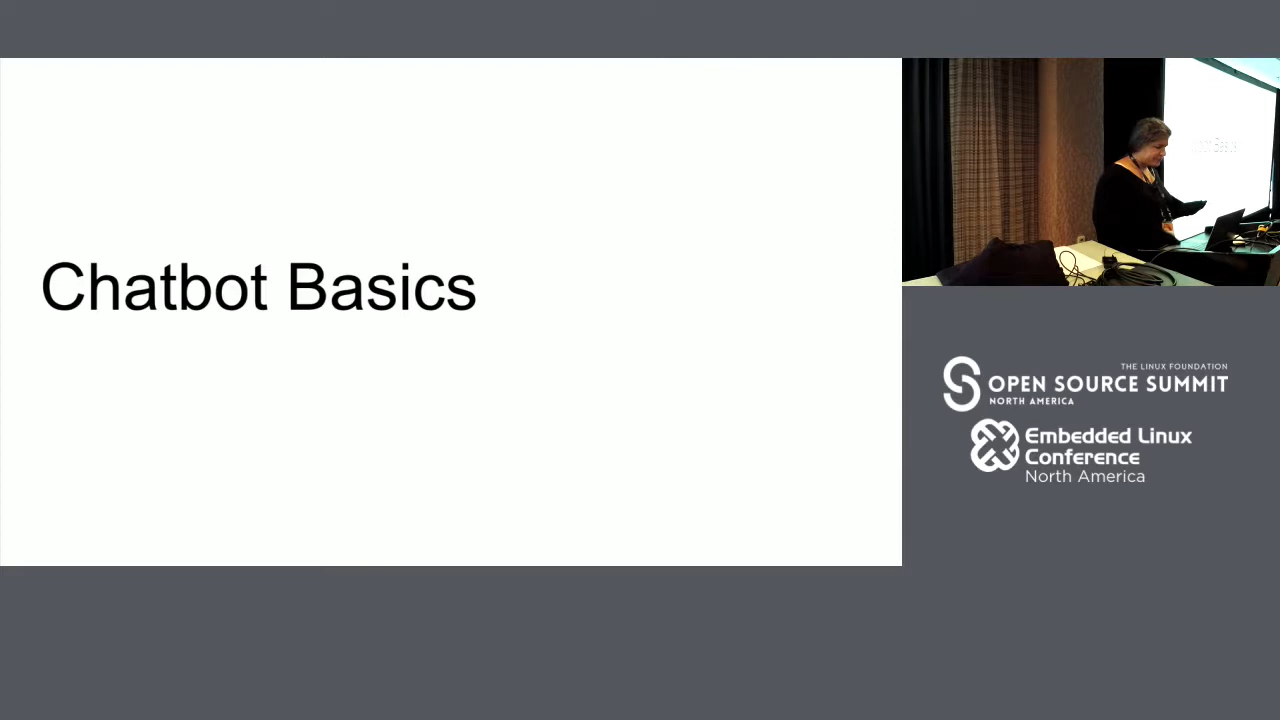 Chatbot Basics
THE LINUX FOUNDATION
OPEN SOURCE SUMMIT
NORTH AMERICA
Embedded Linux
Conference
North America